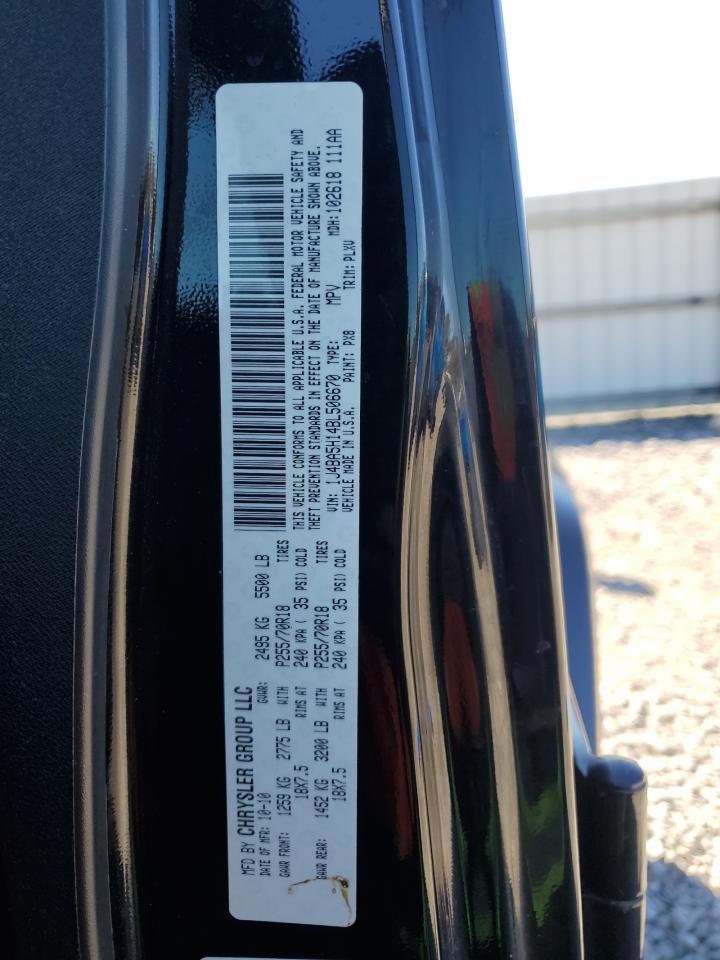 MFD BY CHRYSLER GROUP LLC
DATE OF MFR: 10-10 GVWR: 2495 KG 5500 LB
GAWR FRONT: 1259 KG 2775 LB WITH P255/70R18 TIRES
18X7.5 RIMS AT 240 KPA ( 35 PSI) COLD
GAWR REAR: 1452 KG 3200 LB WITH P255/70R18 TIRES
18X7.5 RIMS AT 240 KPA ( 35 PSI) COLD
THIS VEHICLE CONFORMS TO ALL APPLICABLE U.S.A. FEDERAL MOTOR VEHICLE SAFETY AND
THEFT PREVENTION STANDARDS IN EFFECT ON THE DATE OF MANUFACTURE SHOWN ABOVE.
VIN: 1J4BA5H14BL506670 TYPE: MPV MDH: 102618 111AA
VEHICLE MADE IN U.S.A. PAINT: PX8 TRIM: PLXV